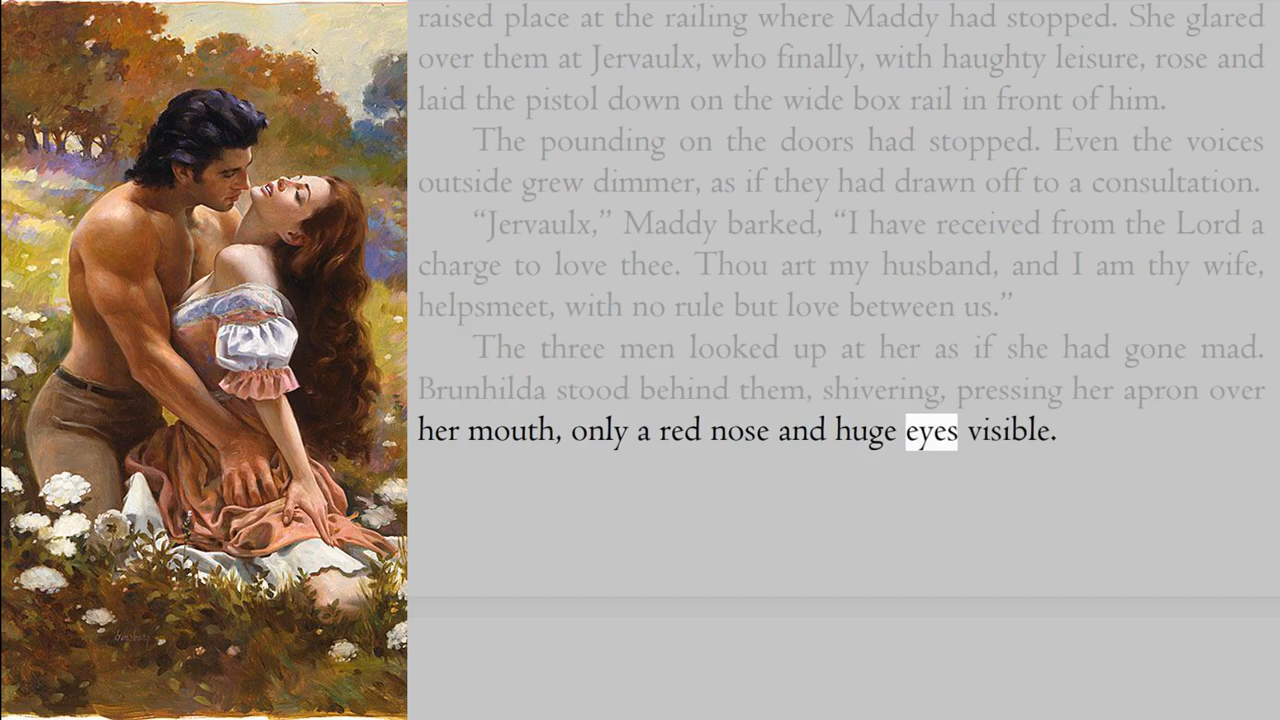 raised place at the railing where Maddy had stopped. She glared
over them at Jervaulx, who finally, with haughty leisure, rose and
laid the pistol down on the wide box rail in front of him.
The pounding on the doors had stopped. Even the voices
outside grew dimmer, as if they had drawn off to a consultation.
“Jervaulx,” Maddy barked, “I have received from the Lord a
charge to love thee. Thou art my husband, and I am thy wife,
helpsmeet, with no rule but love between us.”
The three men looked up at her as if she had gone mad.
Brunhilda stood behind them, shivering, pressing her apron over
her mouth, only a red nose and huge eyes visible.